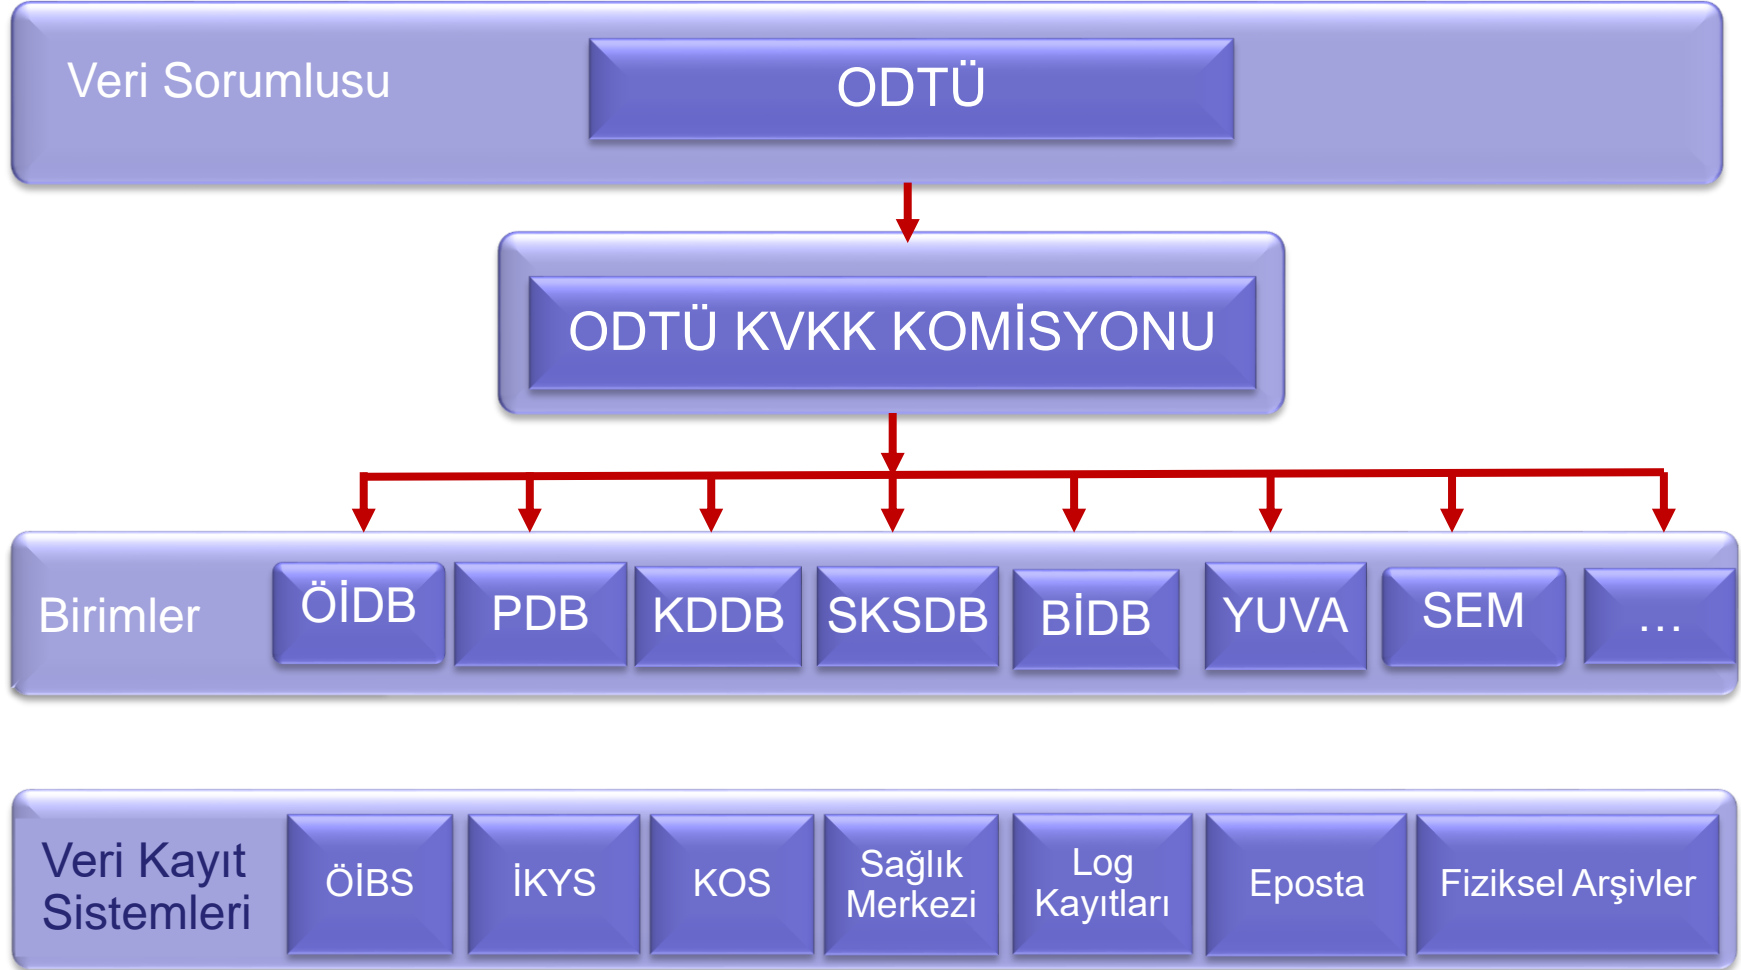 Veri Sorumlusu
ODTÜ
ODTÜ KVKK KOMİSYONU
Birimler
ÖİDB
PDB
KDDB
SKSDB
BİDB
YUVA
SEM
...
Veri Kayıt
Sistemleri
ÖİBS
İKYS
KOS
Sağlık
Merkezi
Log
Kayıtları
Eposta
Fiziksel Arşivler